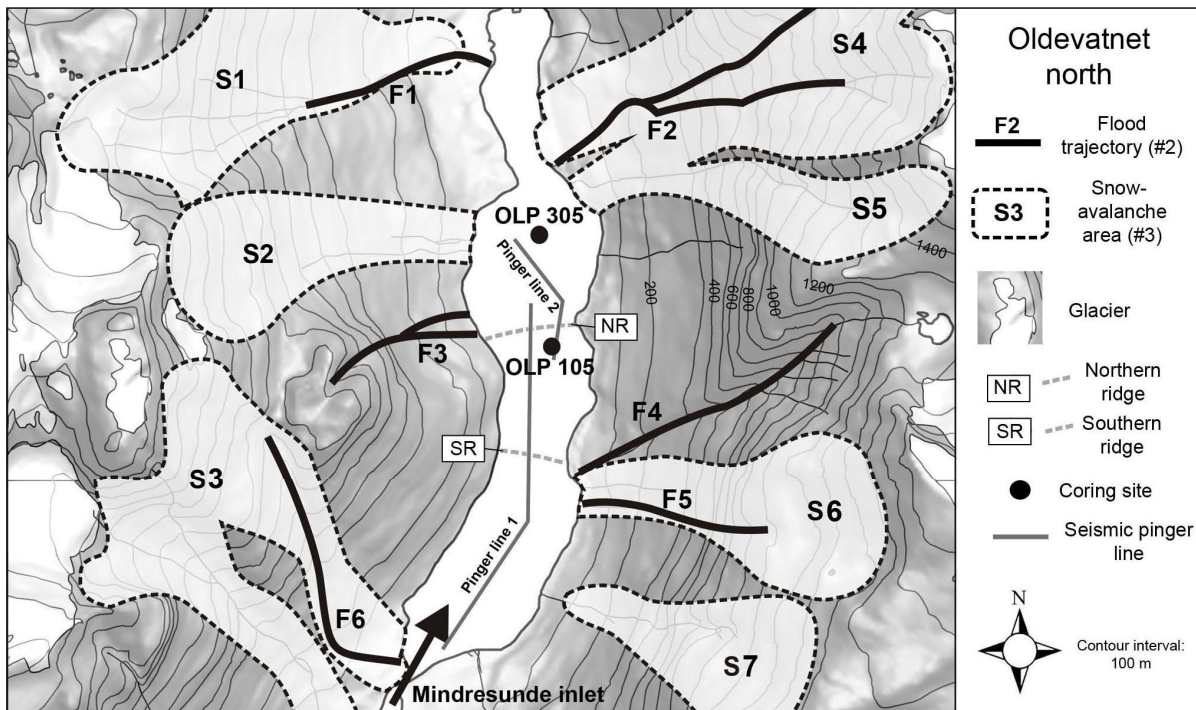 S1
F1
S4
F2
S5
OLP 305
S2
Pinger line 2
1400
1200
1000
800
600
400
200
NR
F3
OLP 105
F4
SR
S3
F5
S6
Pinger line 1
F6
S7
Mindresunde inlet
Oldevatnet
north
F2
Flood
trajectory (#2)
S3
Snow-
avalanche
area (#3)
Glacier
NR
Northern
ridge
SR
Southern
ridge
Coring site
Seismic pinger
line
N
Contour interval:
100 m